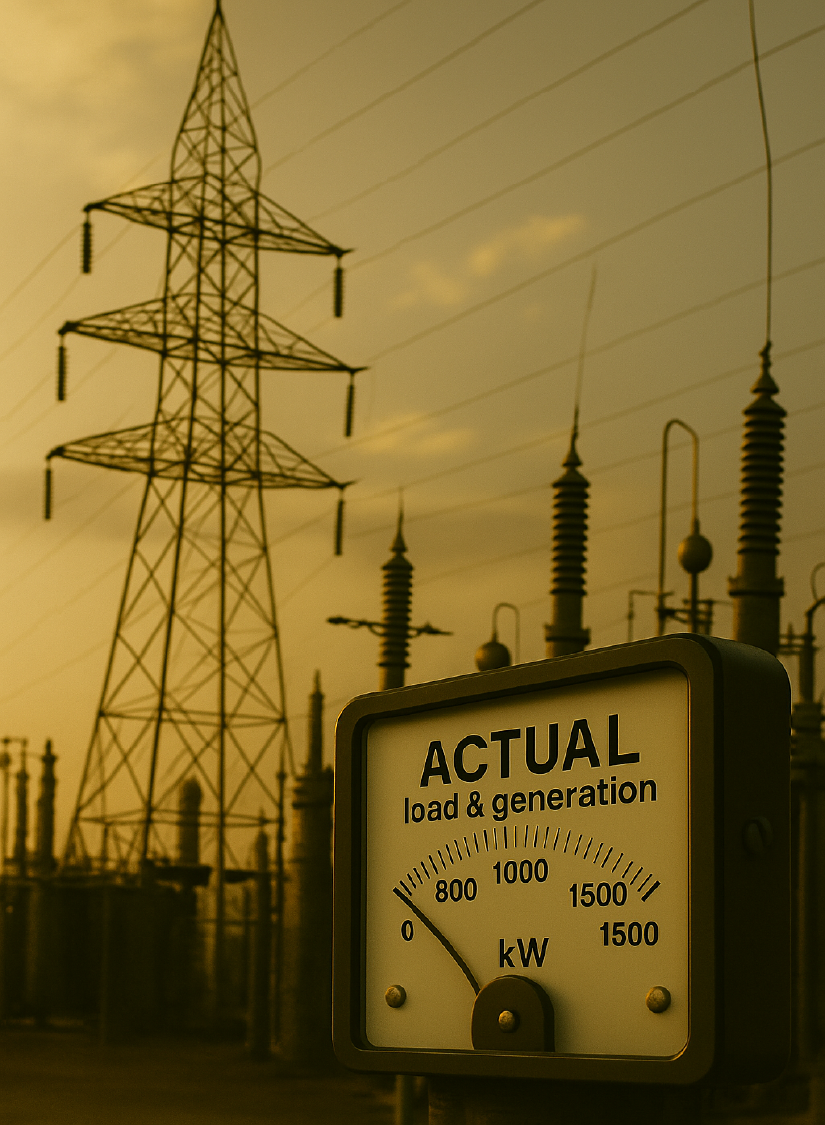 ACTUAL
load & generation
800 1000 1500
0 1500
kW